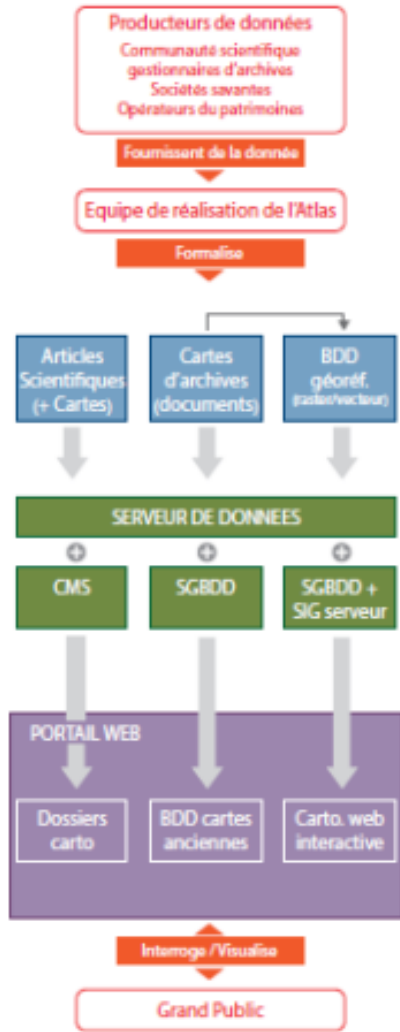 Producteurs de données
Communauté scientifique
gestionnaires d'archives
Sociétés savantes
Opérateurs du patrimoines
Fournissent de la donnée
Equipe de réalisation de l'Atlas
Formalise
Articles
Scientifiques
(+ Cartes)
Cartes
d'archives
(documents)
BDD
géoréf.
(raster/vecteur)
SERVEUR DE DONNEES
CMS
SGBDD
SGBDD +
SIG serveur
PORTAIL WEB
Dossiers
carto
BDD cartes
anciennes
Carto. web
interactive
Interroge / Visualise
Grand Public